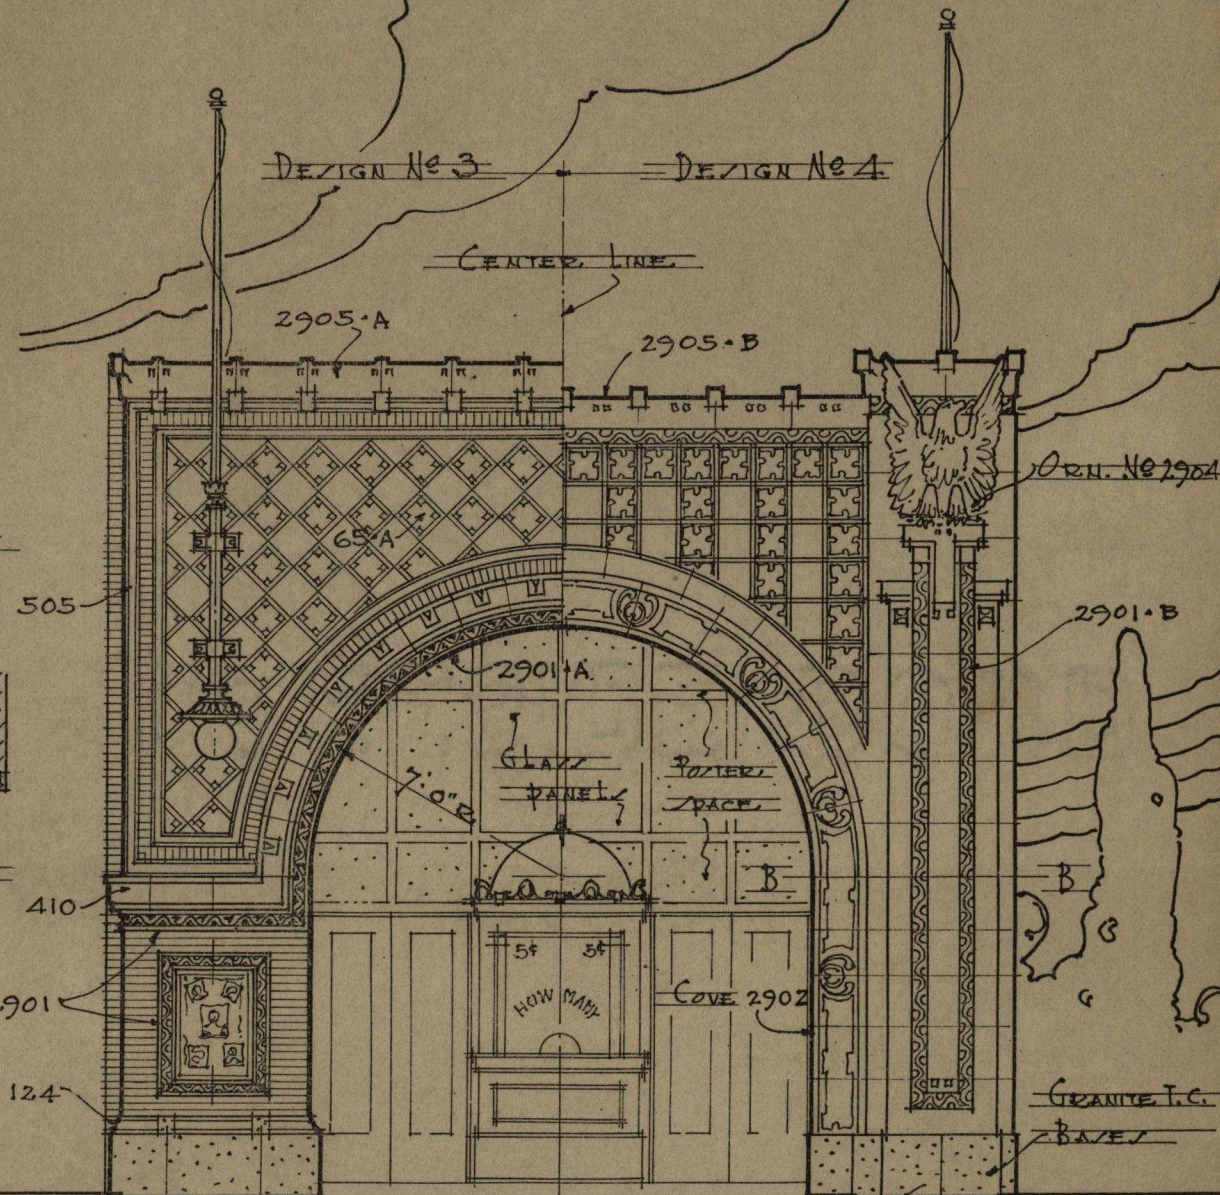 DESIGN No 3
DESIGN No 4
CENTER LINE
2905·A
2905·B
ORN. No 2904
65·A
505
2901·B
2901·A
GLASS
PANELS
POSTER
SPACE
7'·0" R
B
B
410
5¢ 5¢
HOW MANY
COVE 2902
901
124
GRANITE T.C.
BASES